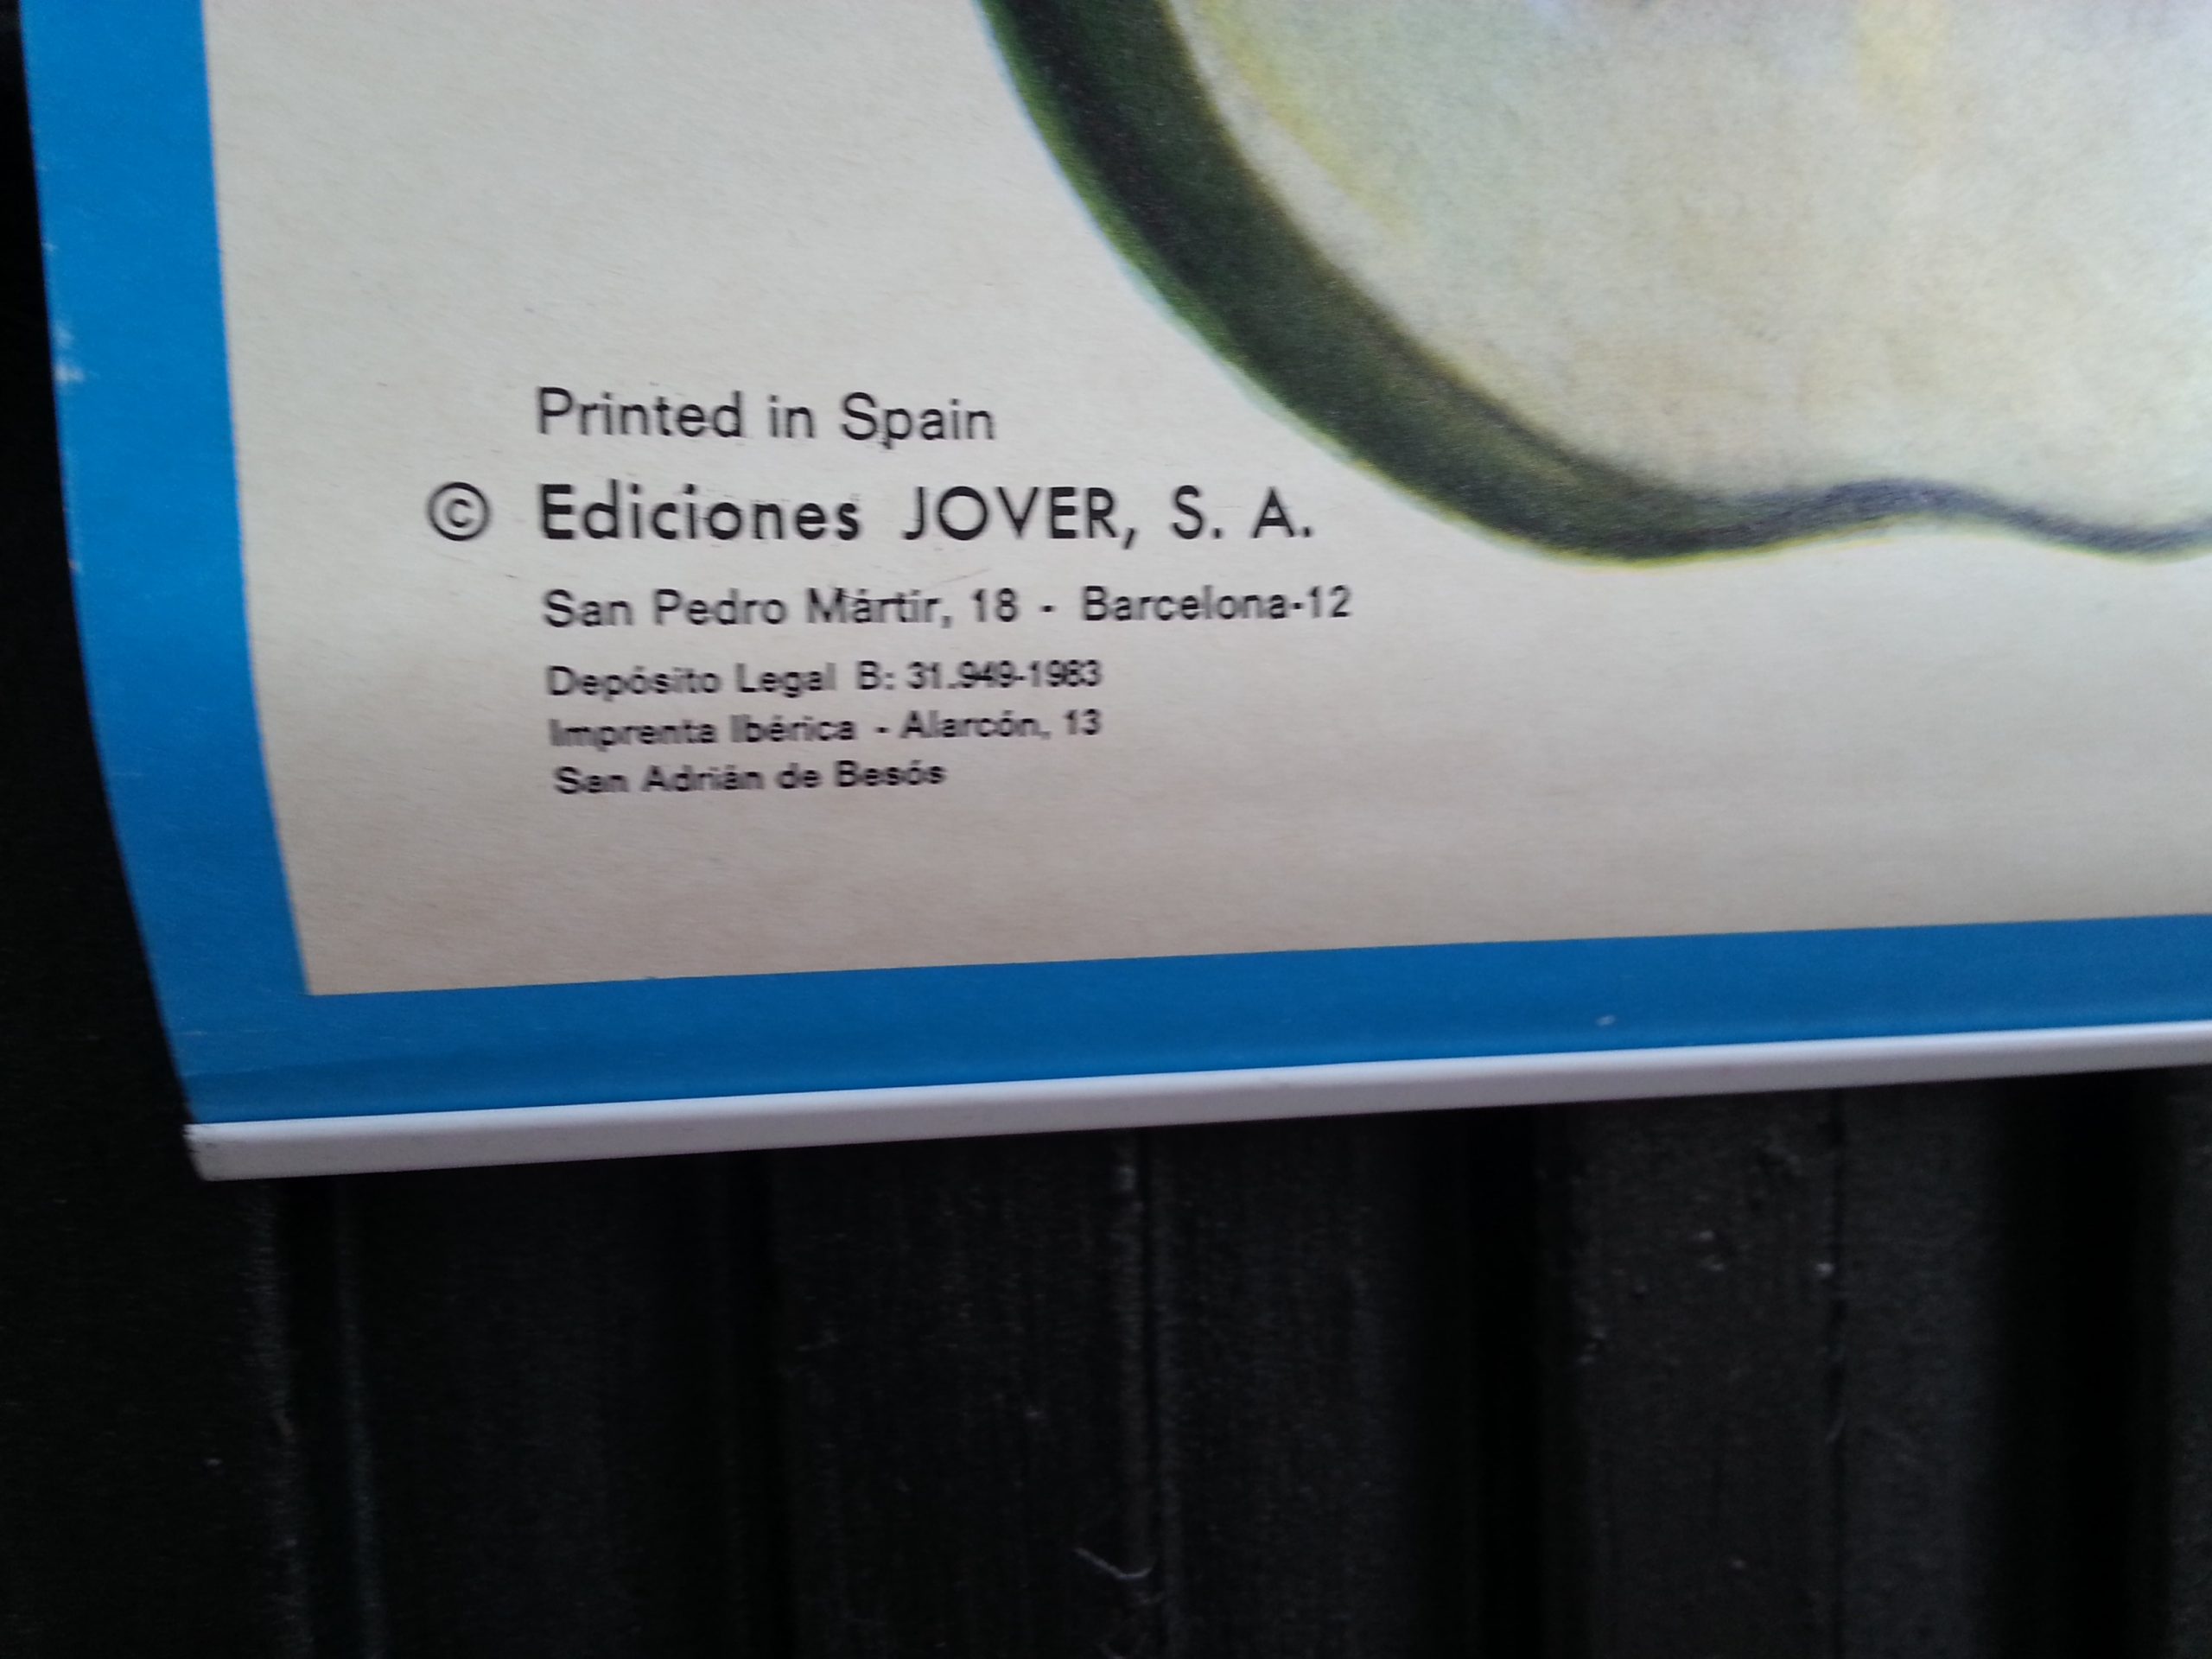 Printed in Spain
© Ediciones JOVER, S. A.
San Pedro Mártir, 18 - Barcelona-12
Depósito Legal B: 31.949-1983
Imprenta Ibérica - Alarcón, 13
San Adrián de Besós